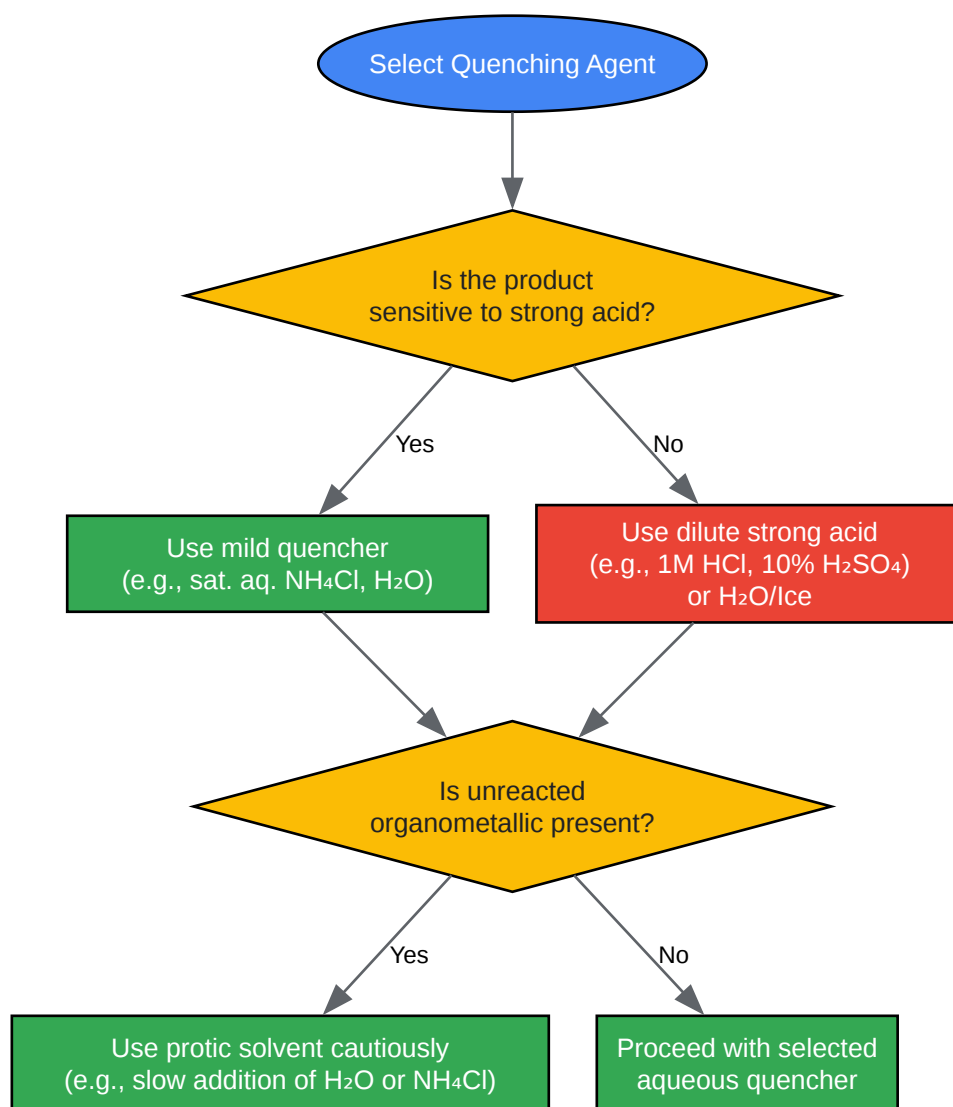 Select Quenching Agent
Is the product
sensitive to strong acid?
Yes
No
Use mild quencher
(e.g., sat. aq. NH₄Cl, H₂O)
Use dilute strong acid
(e.g., 1M HCl, 10% H₂SO₄)
or H₂O/Ice
Is unreacted
organometallic present?
Yes
No
Use protic solvent cautiously
(e.g., slow addition of H₂O or NH₄Cl)
Proceed with selected
aqueous quencher